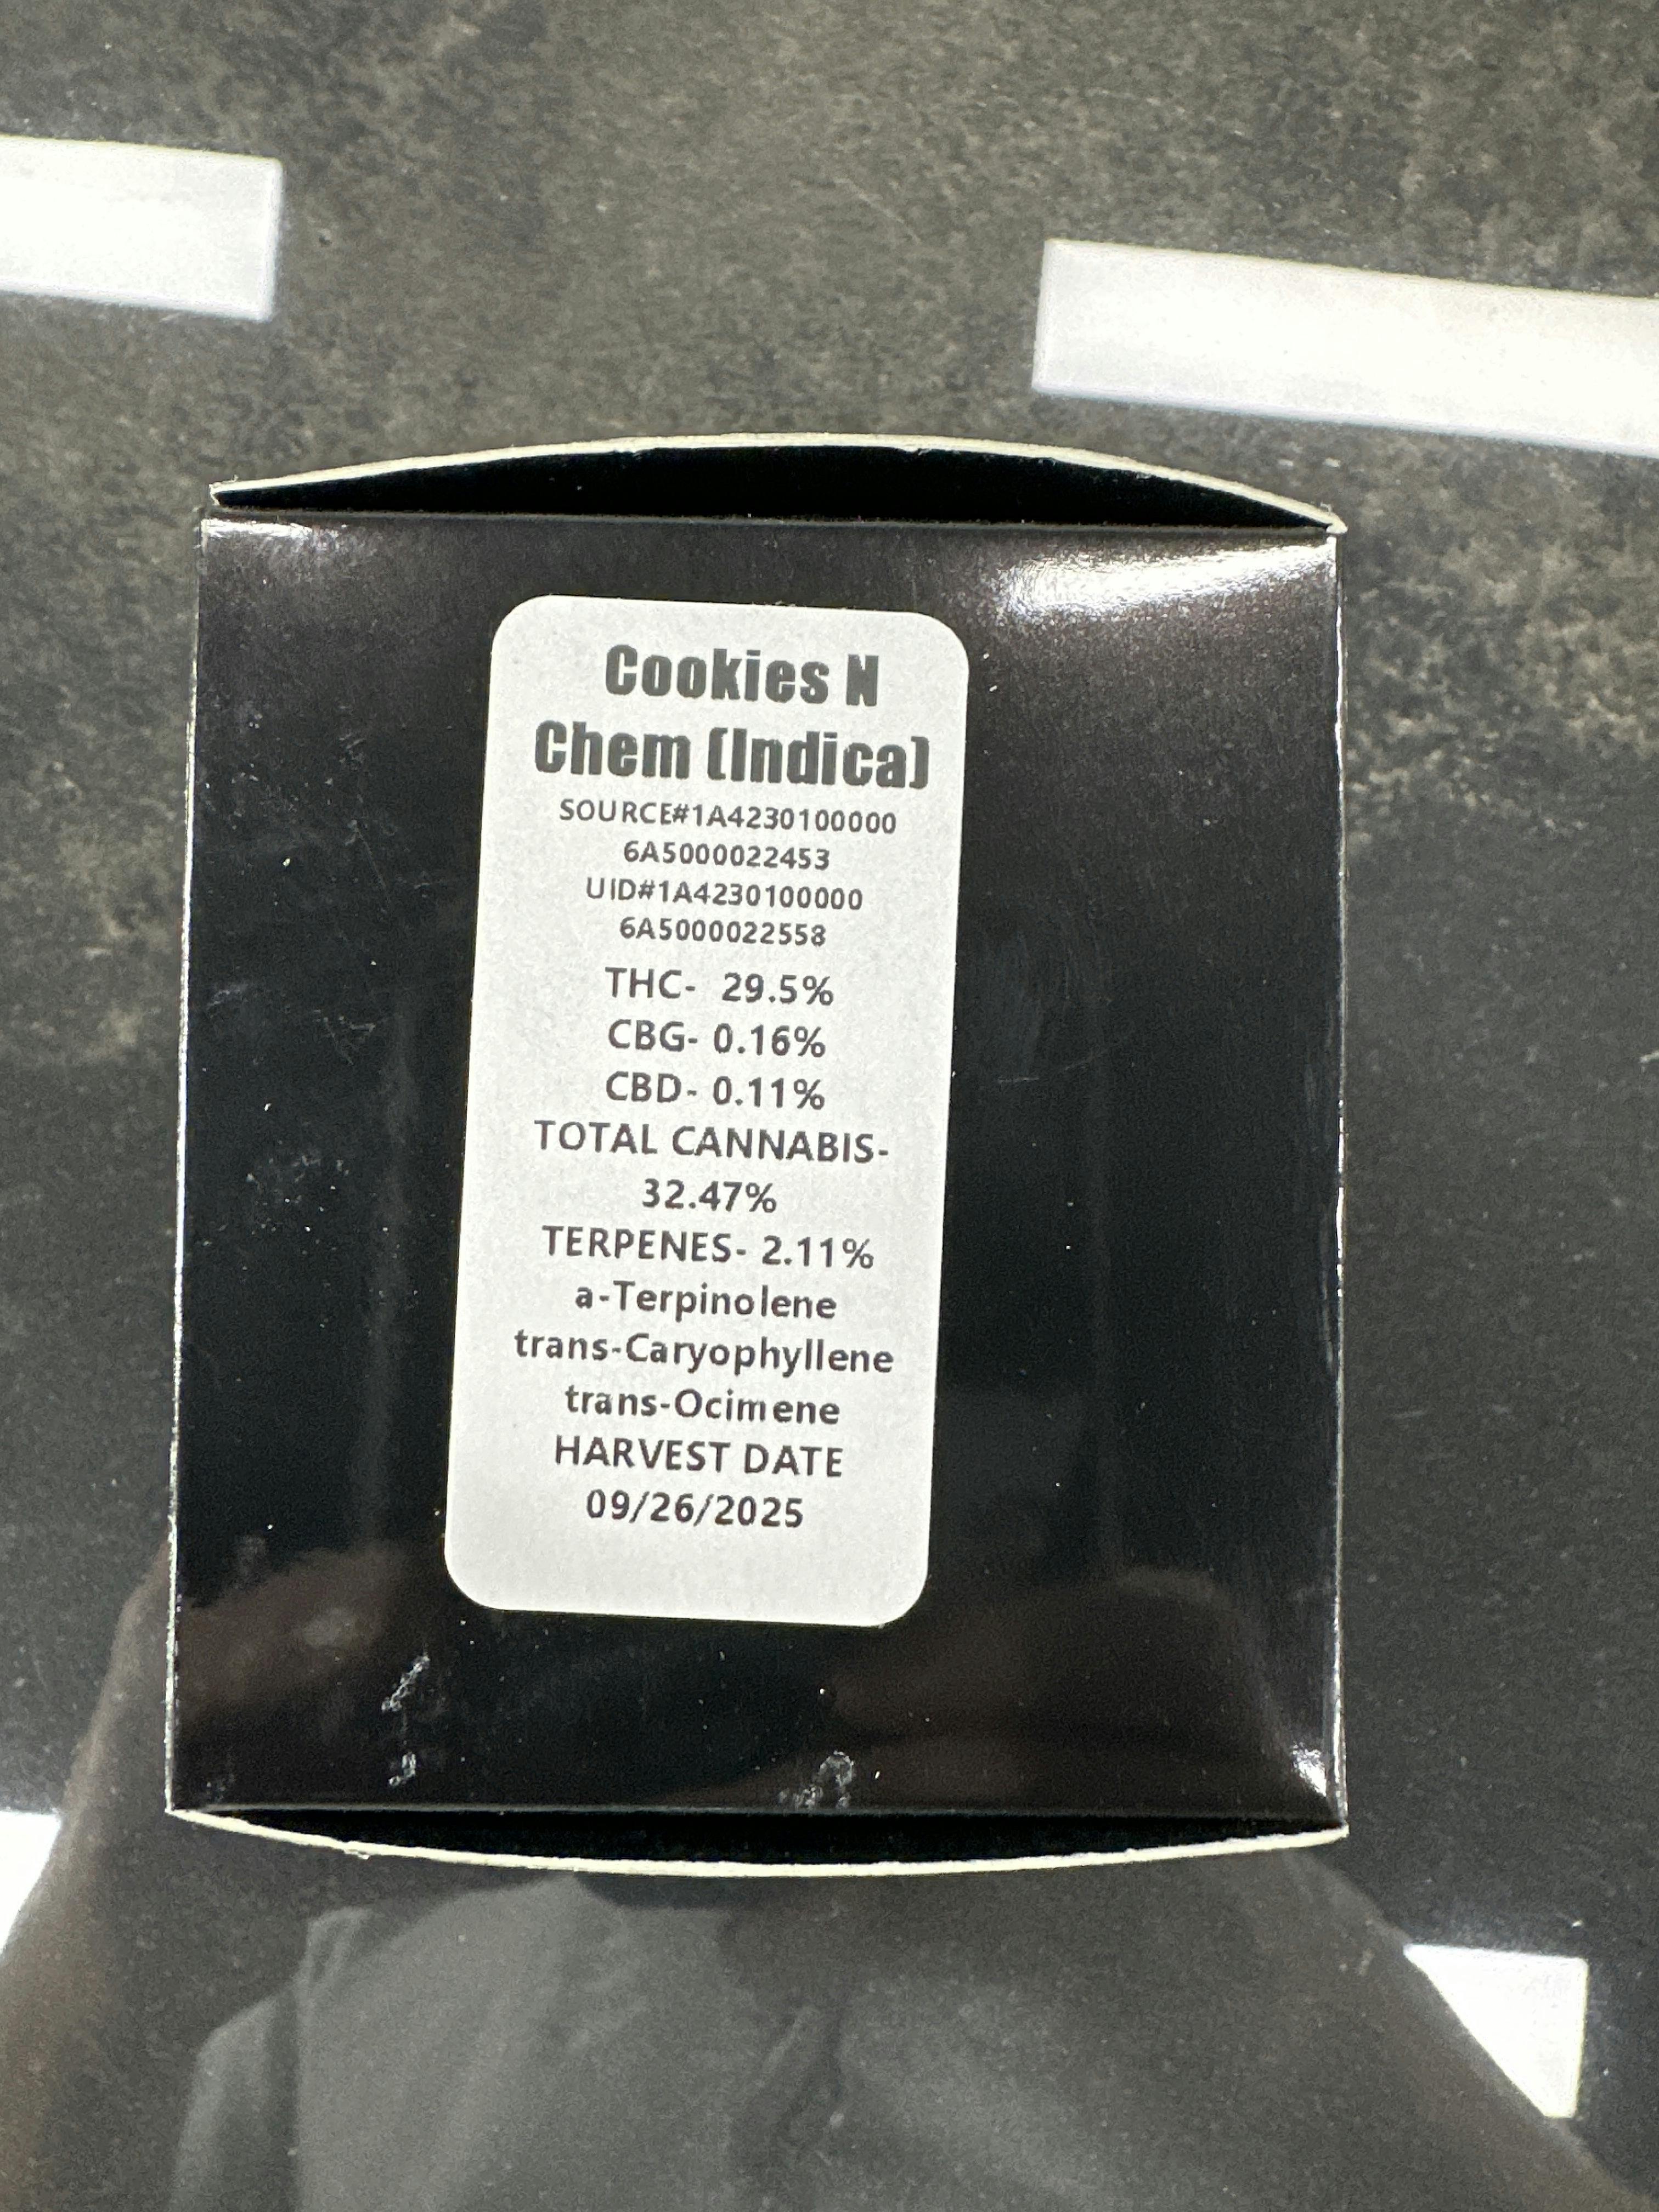 Cookies N
Chem (Indica)
SOURCE#1A4230100000
6A5000022453
UID#1A4230100000
6A5000022558
THC-  29.5%
CBG- 0.16%
CBD- 0.11%
TOTAL CANNABIS-
32.47%
TERPENES- 2.11%
a-Terpinolene
trans-Caryophyllene
trans-Ocimene
HARVEST DATE
09/26/2025